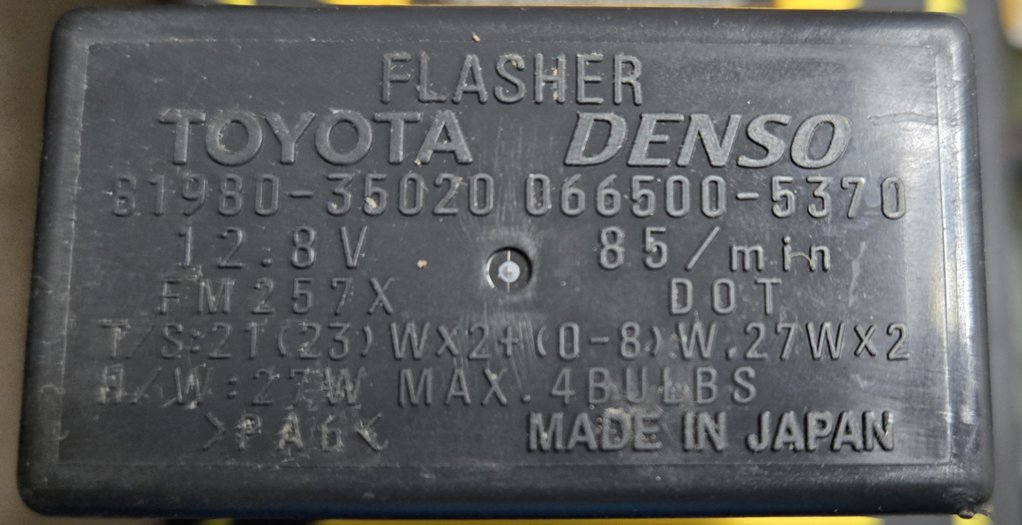 FLASHER
TOYOTA DENSO
81980-35020 066500-5370
12.8V 85/min
FM257X DOT
T/S:21(23)WX2+(0-8)W.27WX2
H/W:27W MAX.4BULBS
>PA6< MADE IN JAPAN